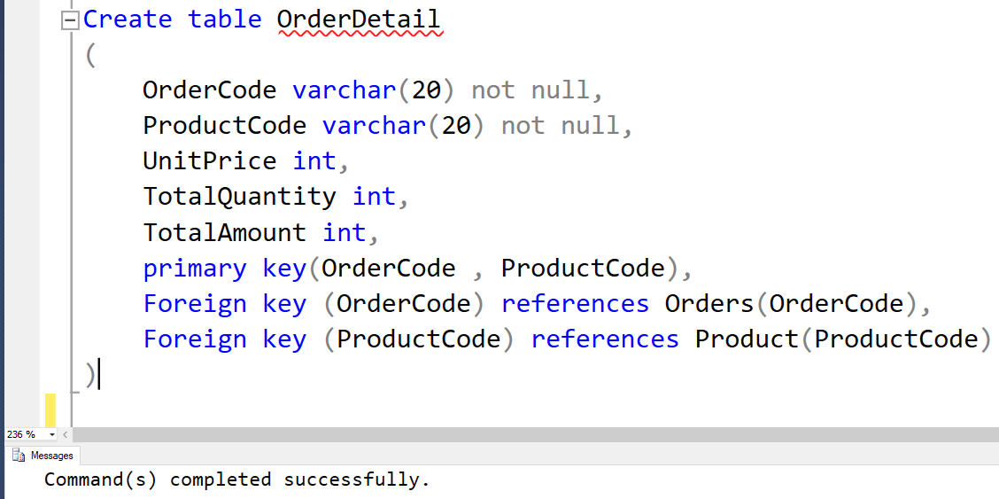 Create table OrderDetail
(
OrderCode varchar(20) not null,
ProductCode varchar(20) not null,
UnitPrice int,
TotalQuantity int,
TotalAmount int,
primary key(OrderCode , ProductCode),
Foreign key (OrderCode) references Orders(OrderCode),
Foreign key (ProductCode) references Product(ProductCode)
)
236 %
Messages
Command(s) completed successfully.